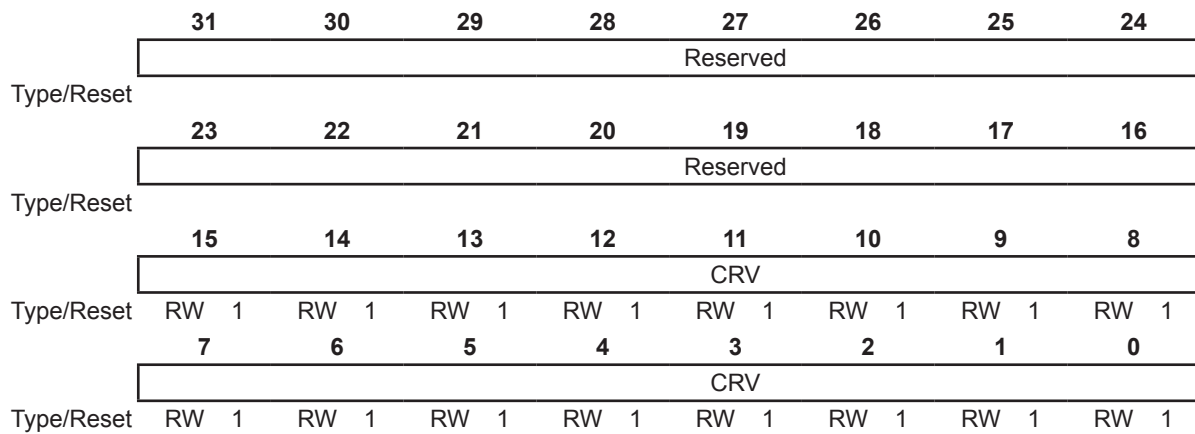 31 30 29 28 27 26 25 24
Reserved
Type/Reset
23 22 21 20 19 18 17 16
Reserved
Type/Reset
15 14 13 12 11 10 9 8
CRV
Type/Reset RW 1 RW 1 RW 1 RW 1 RW 1 RW 1 RW 1 RW 1
7 6 5 4 3 2 1 0
CRV
Type/Reset RW 1 RW 1 RW 1 RW 1 RW 1 RW 1 RW 1 RW 1